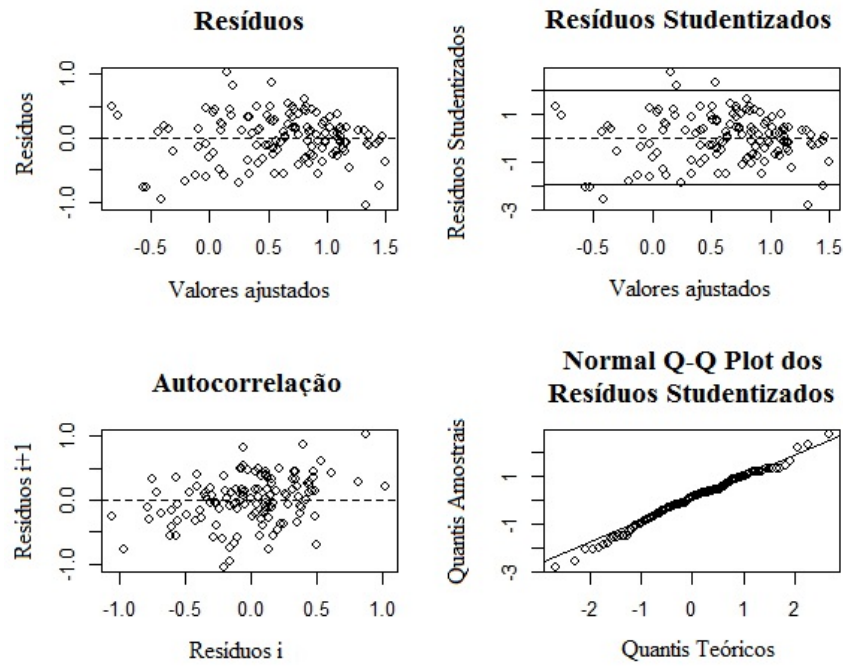 Resíduos
Resíduos
-1.0 0.0 1.0
-0.5 0.0 0.5 1.0 1.5
Valores ajustados
Resíduos Studentizados
Resíduos Studentizados
-3 -1 1
-0.5 0.0 0.5 1.0 1.5
Valores ajustados
Autocorrelação
Resíduos i+1
-1.0 0.0 1.0
-1.0 -0.5 0.0 0.5 1.0
Resíduos i
Normal Q-Q Plot dos
Resíduos Studentizados
Quantis Amostrais
-3 -1 1
-2 -1 0 1 2
Quantis Teóricos